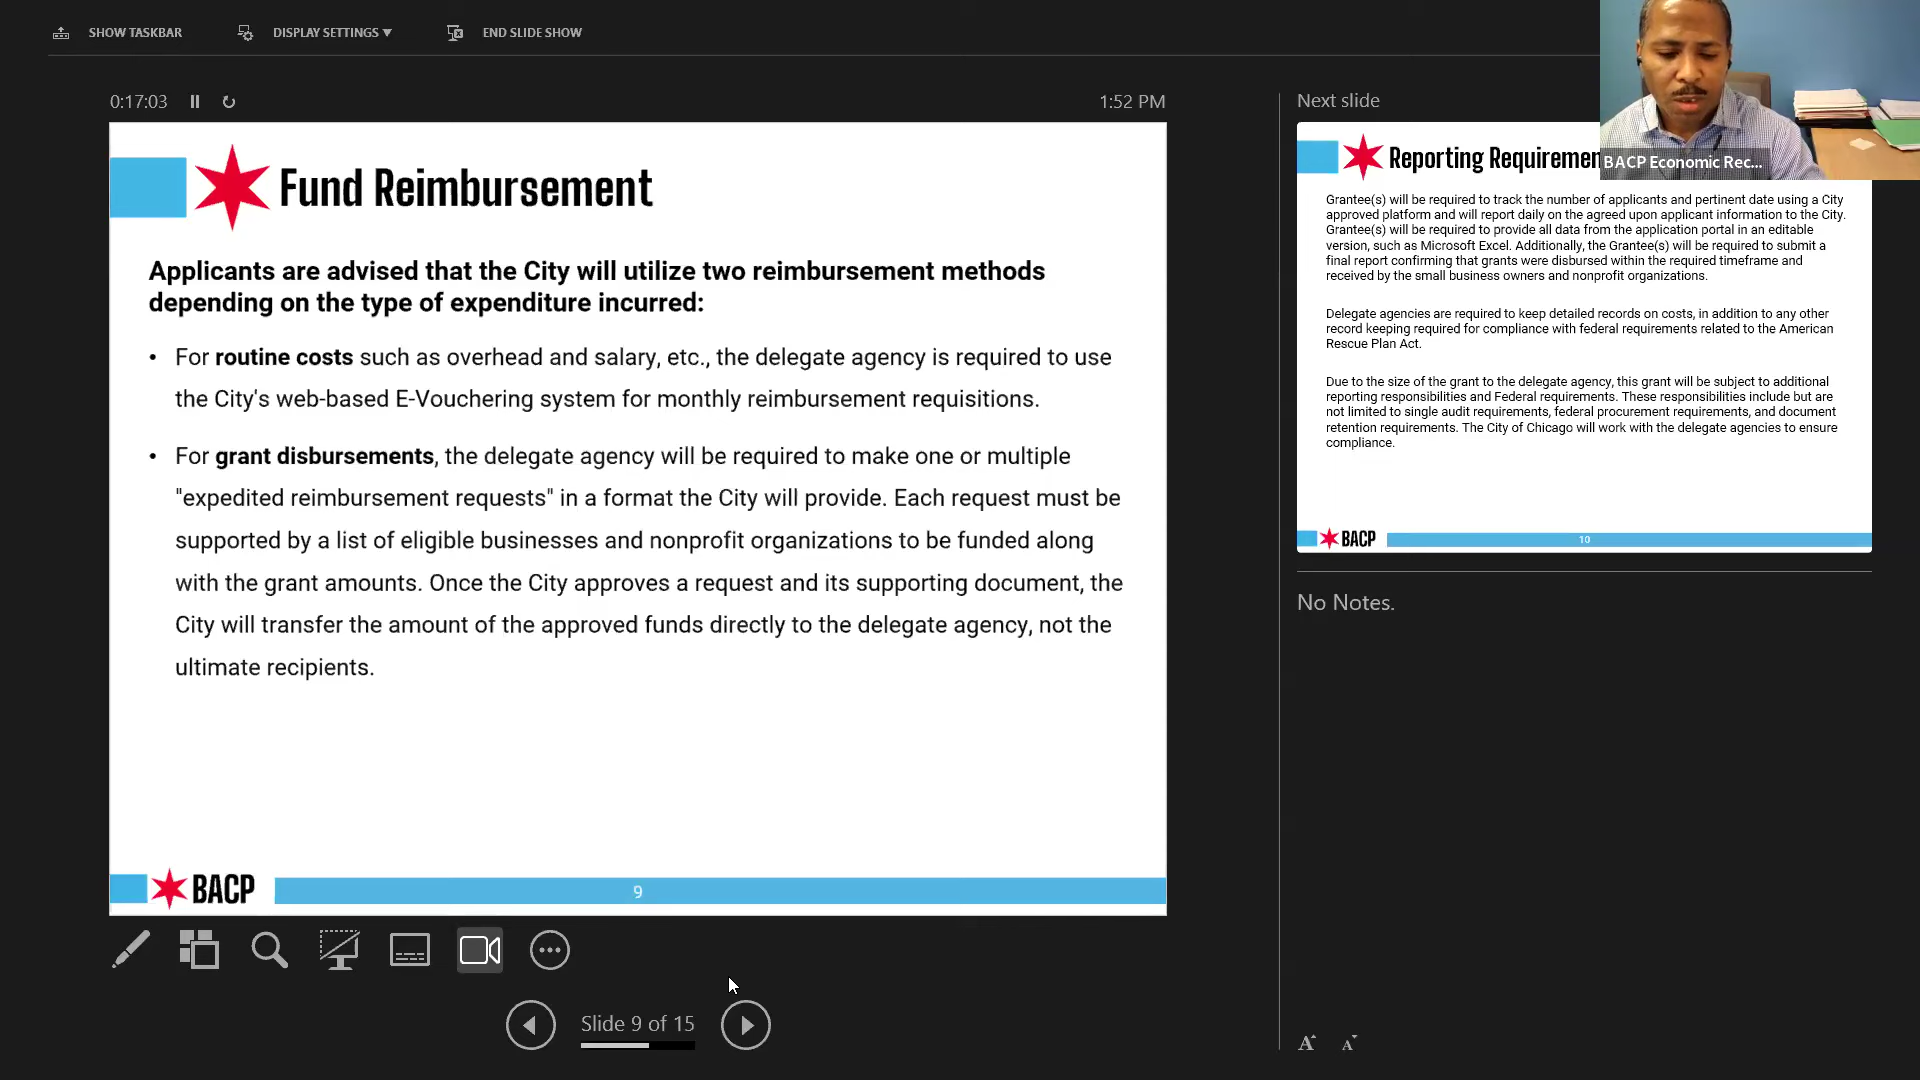 SHOW TASKBAR
DISPLAY SETTINGS ▼
END SLIDE SHOW
0:17:03
1:52 PM
Fund Reimbursement
Applicants are advised that the City will utilize two reimbursement methods
depending on the type of expenditure incurred:
• For routine costs such as overhead and salary, etc., the delegate agency is required to use
the City's web-based E-Vouchering system for monthly reimbursement requisitions.
• For grant disbursements, the delegate agency will be required to make one or multiple
"expedited reimbursement requests" in a format the City will provide. Each request must be
supported by a list of eligible businesses and nonprofit organizations to be funded along
with the grant amounts. Once the City approves a request and its supporting document, the
City will transfer the amount of the approved funds directly to the delegate agency, not the
ultimate recipients.
BACP
9
Slide 9 of 15
Next slide
BACP Economic Rec...
Reporting Requiremen
Grantee(s) will be required to track the number of applicants and pertinent date using a City
approved platform and will report daily on the agreed upon applicant information to the City.
Grantee(s) will be required to provide all data from the application portal in an editable
version, such as Microsoft Excel. Additionally, the Grantee(s) will be required to submit a
final report confirming that grants were disbursed within the required timeframe and
received by the small business owners and nonprofit organizations.
Delegate agencies are required to keep detailed records on costs, in addition to any other
record keeping required for compliance with federal requirements related to the American
Rescue Plan Act.
Due to the size of the grant to the delegate agency, this grant will be subject to additional
reporting responsibilities and Federal requirements. These responsibilities include but are
not limited to single audit requirements, federal procurement requirements, and document
retention requirements. The City of Chicago will work with the delegate agencies to ensure
compliance.
BACP
10
No Notes.
A A